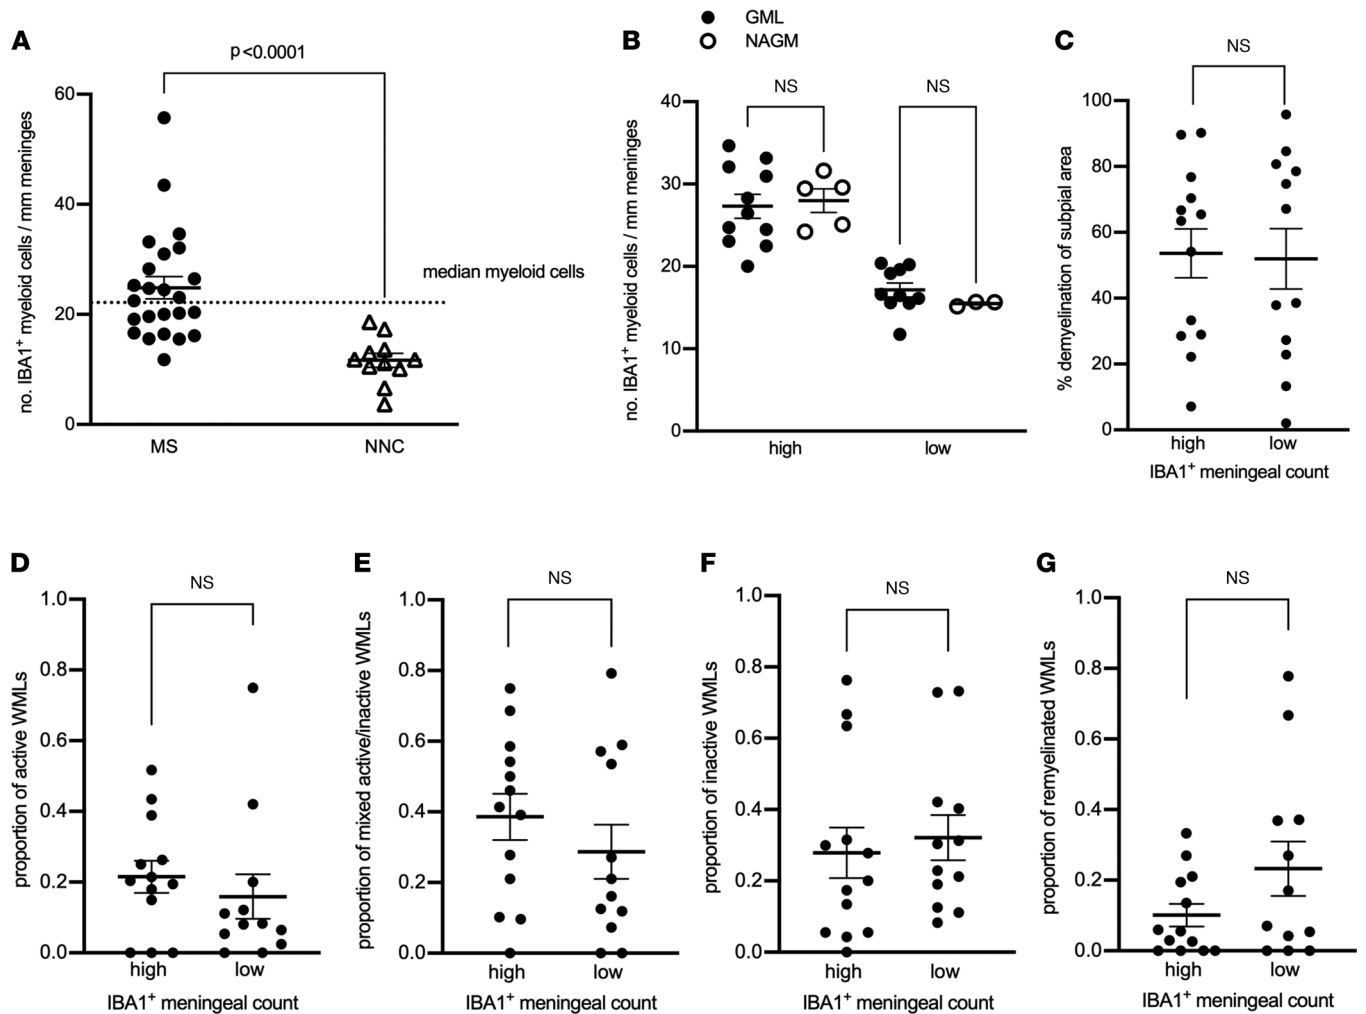 A
p<0.0001
no. IBA1+ myeloid cells / mm meninges
60
40
20
0
median myeloid cells
MS
NNC
B
GML
NAGM
NS
NS
no. IBA1+ myeloid cells / mm meninges
40
30
20
10
0
high
low
C
NS
% demyelination of subpial area
100
80
60
40
20
0
high
low
IBA1+ meningeal count
D
NS
proportion of active WMLs
1.0
0.8
0.6
0.4
0.2
0.0
high
low
IBA1+ meningeal count
E
NS
proportion of mixed active/inactive WMLs
1.0
0.8
0.6
0.4
0.2
0.0
high
low
IBA1+ meningeal count
F
NS
proportion of inactive WMLs
1.0
0.8
0.6
0.4
0.2
0.0
high
low
IBA1+ meningeal count
G
NS
proportion of remyelinated WMLs
1.0
0.8
0.6
0.4
0.2
0.0
high
low
IBA1+ meningeal count